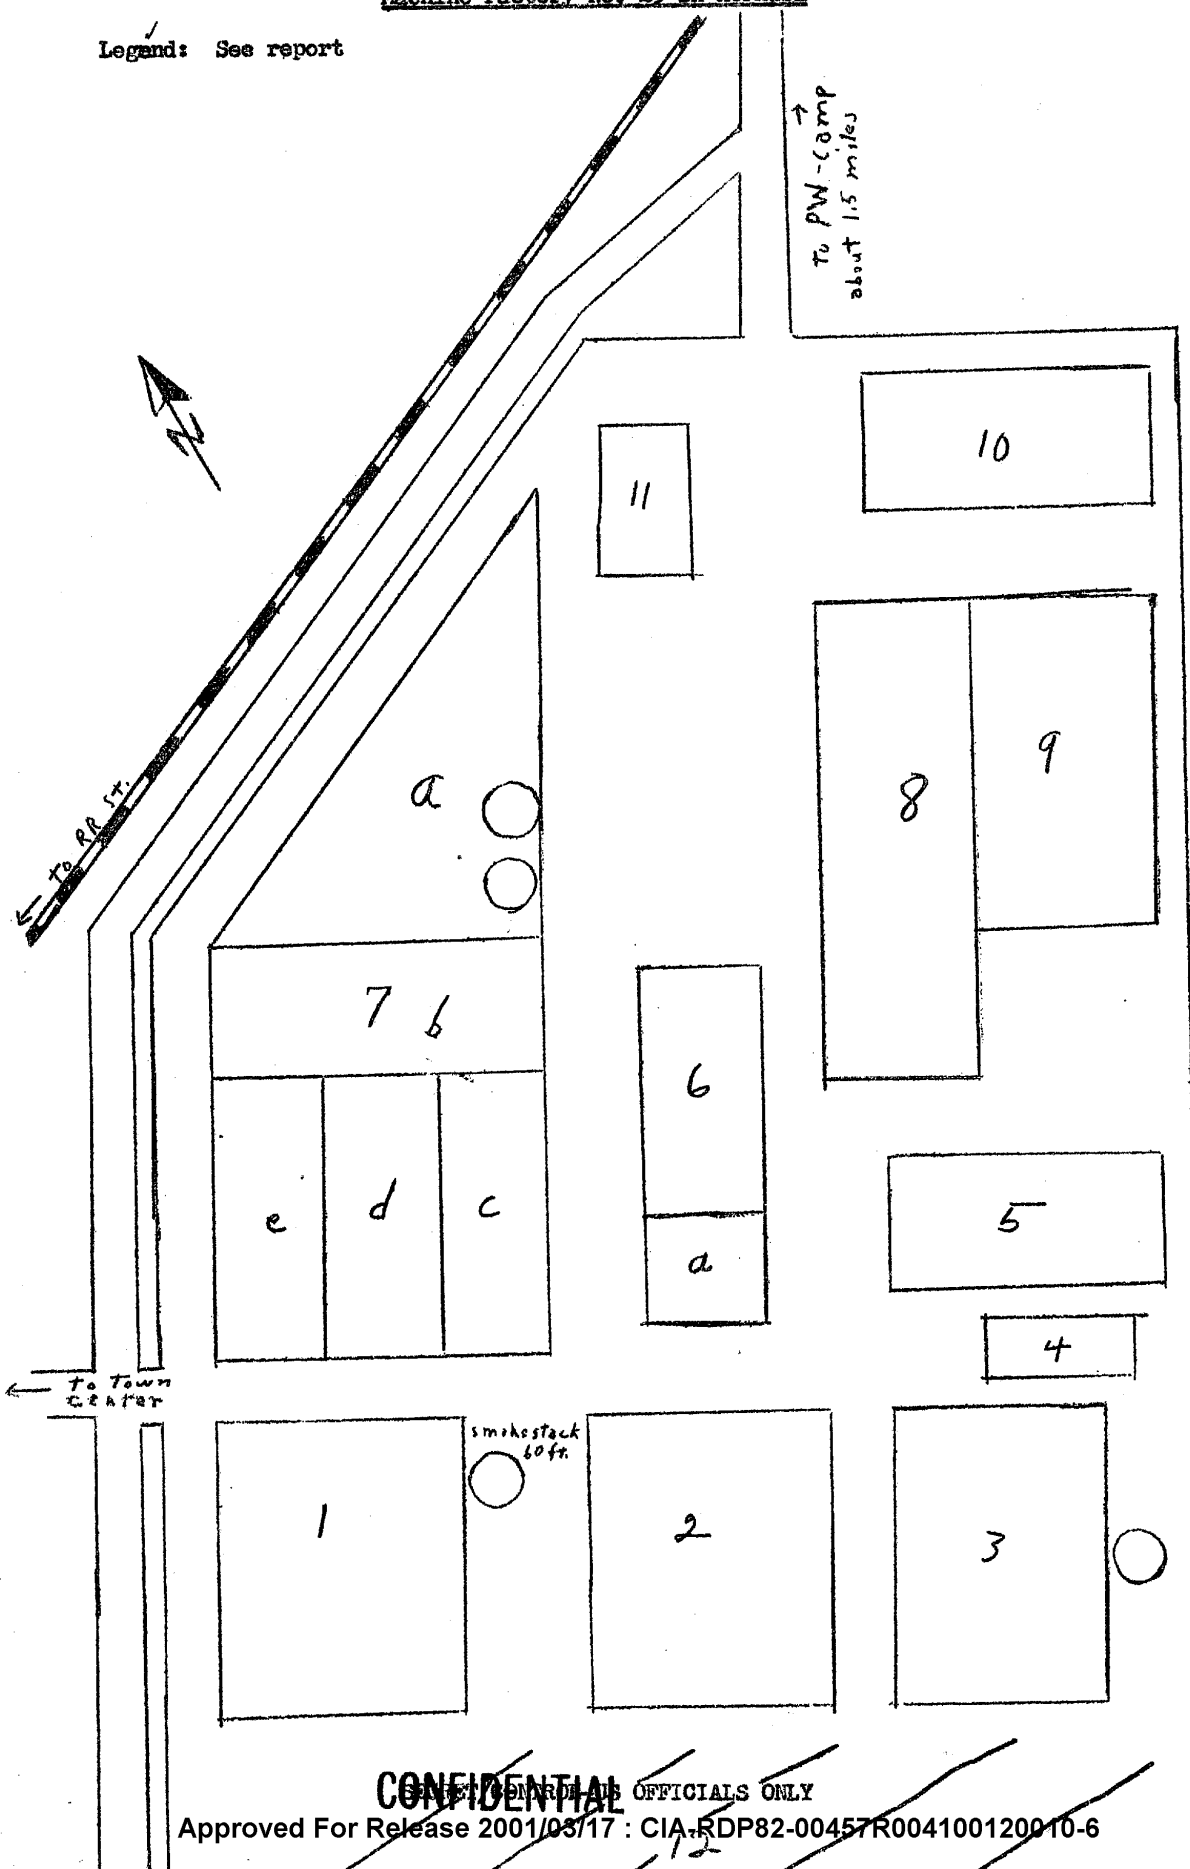 Legend: See report
to PW-Camp →
about 1.5 miles
N
10
11
9
8
a
← to RR St.
7 b
6
e
d
c
5
a
4
← to Town
Center
smokestack
60 ft.
1
2
3
CONFIDENTIAL
OFFICIALS ONLY
Approved For Release 2001/03/17 : CIA-RDP82-00457R004100120010-6
12